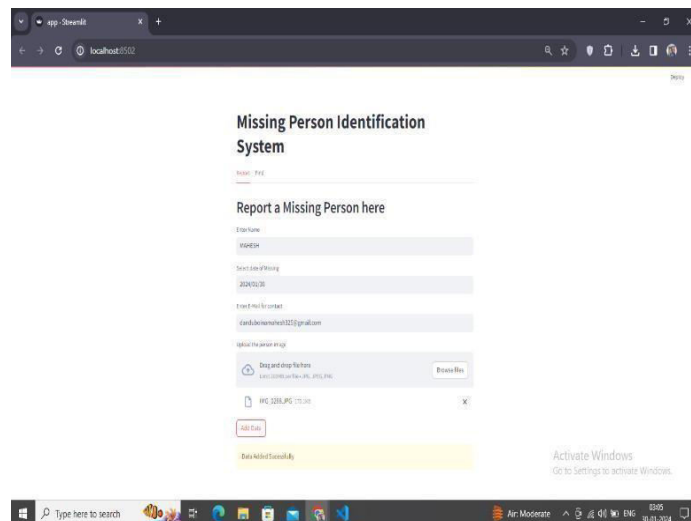 app · Streamlit
localhost:8502
Deploy
Missing Person Identification
System
Report a Missing Person here
Enter Name
MAHESH
Select date of Missing
2024/01/30
Enter E-Mail for contact
Upload the person image
Drag and drop file here
Browse files
Add Data
Data Added Successfully
Activate Windows
Go to Settings to activate Windows.
Type here to search
Air: Moderate
ENG